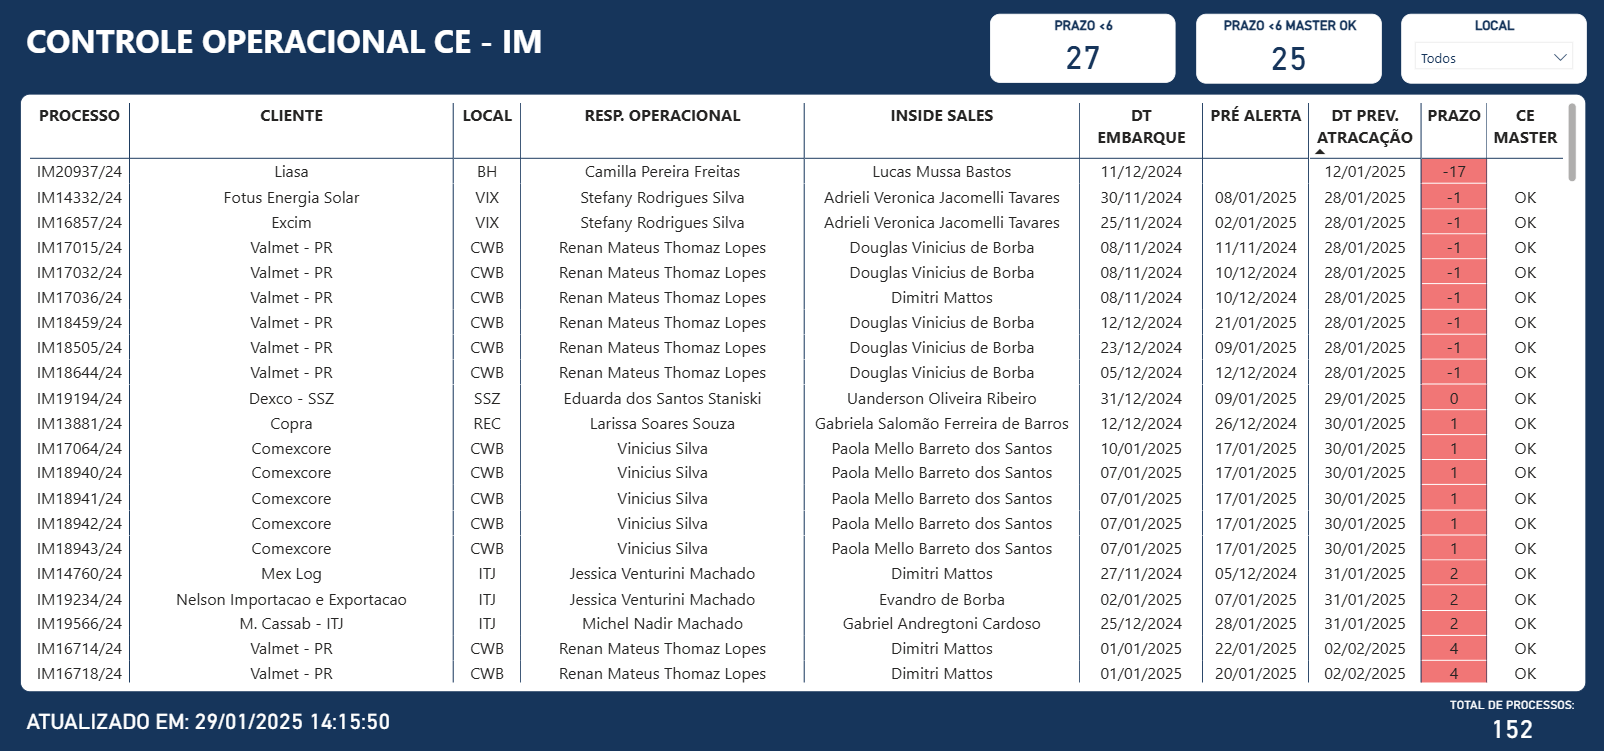 CONTROLE OPERACIONAL CE - IM
PRAZO <6
27
PRAZO <6 MASTER OK
25
LOCAL
Todos
PROCESSO CLIENTE LOCAL RESP. OPERACIONAL INSIDE SALES DT EMBARQUE PRÉ ALERTA DT PREV. ATRACAÇÃO PRAZO CE MASTER
IM20937/24 Liasa BH Camilla Pereira Freitas Lucas Mussa Bastos 11/12/2024 12/01/2025 -17
IM14332/24 Fotus Energia Solar VIX Stefany Rodrigues Silva Adrieli Veronica Jacomelli Tavares 30/11/2024 08/01/2025 28/01/2025 -1 OK
IM16857/24 Excim VIX Stefany Rodrigues Silva Adrieli Veronica Jacomelli Tavares 25/11/2024 02/01/2025 28/01/2025 -1 OK
IM17015/24 Valmet - PR CWB Renan Mateus Thomaz Lopes Douglas Vinicius de Borba 08/11/2024 11/11/2024 28/01/2025 -1 OK
IM17032/24 Valmet - PR CWB Renan Mateus Thomaz Lopes Douglas Vinicius de Borba 08/11/2024 10/12/2024 28/01/2025 -1 OK
IM17036/24 Valmet - PR CWB Renan Mateus Thomaz Lopes Dimitri Mattos 08/11/2024 10/12/2024 28/01/2025 -1 OK
IM18459/24 Valmet - PR CWB Renan Mateus Thomaz Lopes Douglas Vinicius de Borba 12/12/2024 21/01/2025 28/01/2025 -1 OK
IM18505/24 Valmet - PR CWB Renan Mateus Thomaz Lopes Douglas Vinicius de Borba 23/12/2024 09/01/2025 28/01/2025 -1 OK
IM18644/24 Valmet - PR CWB Renan Mateus Thomaz Lopes Douglas Vinicius de Borba 05/12/2024 12/12/2024 28/01/2025 -1 OK
IM19194/24 Dexco - SSZ SSZ Eduarda dos Santos Staniski Uanderson Oliveira Ribeiro 31/12/2024 09/01/2025 29/01/2025 0 OK
IM13881/24 Copra REC Larissa Soares Souza Gabriela Salomão Ferreira de Barros 12/12/2024 26/12/2024 30/01/2025 1 OK
IM17064/24 Comexcore CWB Vinicius Silva Paola Mello Barreto dos Santos 10/01/2025 17/01/2025 30/01/2025 1 OK
IM18940/24 Comexcore CWB Vinicius Silva Paola Mello Barreto dos Santos 07/01/2025 17/01/2025 30/01/2025 1 OK
IM18941/24 Comexcore CWB Vinicius Silva Paola Mello Barreto dos Santos 07/01/2025 17/01/2025 30/01/2025 1 OK
IM18942/24 Comexcore CWB Vinicius Silva Paola Mello Barreto dos Santos 07/01/2025 17/01/2025 30/01/2025 1 OK
IM18943/24 Comexcore CWB Vinicius Silva Paola Mello Barreto dos Santos 07/01/2025 17/01/2025 30/01/2025 1 OK
IM14760/24 Mex Log ITJ Jessica Venturini Machado Dimitri Mattos 27/11/2024 05/12/2024 31/01/2025 2 OK
IM19234/24 Nelson Importacao e Exportacao ITJ Jessica Venturini Machado Evandro de Borba 02/01/2025 07/01/2025 31/01/2025 2 OK
IM19566/24 M. Cassab - ITJ ITJ Michel Nadir Machado Gabriel Andregtoni Cardoso 25/12/2024 28/01/2025 31/01/2025 2 OK
IM16714/24 Valmet - PR CWB Renan Mateus Thomaz Lopes Dimitri Mattos 01/01/2025 22/01/2025 02/02/2025 4 OK
IM16718/24 Valmet - PR CWB Renan Mateus Thomaz Lopes Dimitri Mattos 01/01/2025 20/01/2025 02/02/2025 4 OK
ATUALIZADO EM: 29/01/2025 14:15:50
TOTAL DE PROCESSOS:
152